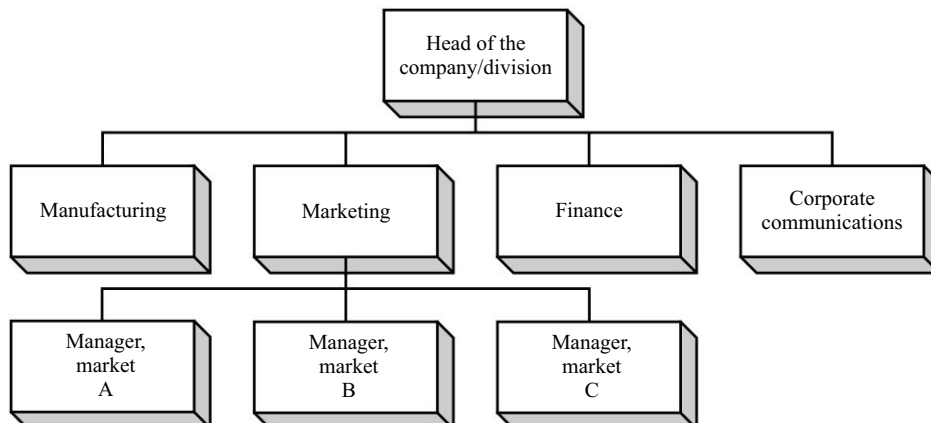 Head of the
company/division
Manufacturing
Marketing
Finance
Corporate
communications
Manager,
market
A
Manager,
market
B
Manager,
market
C